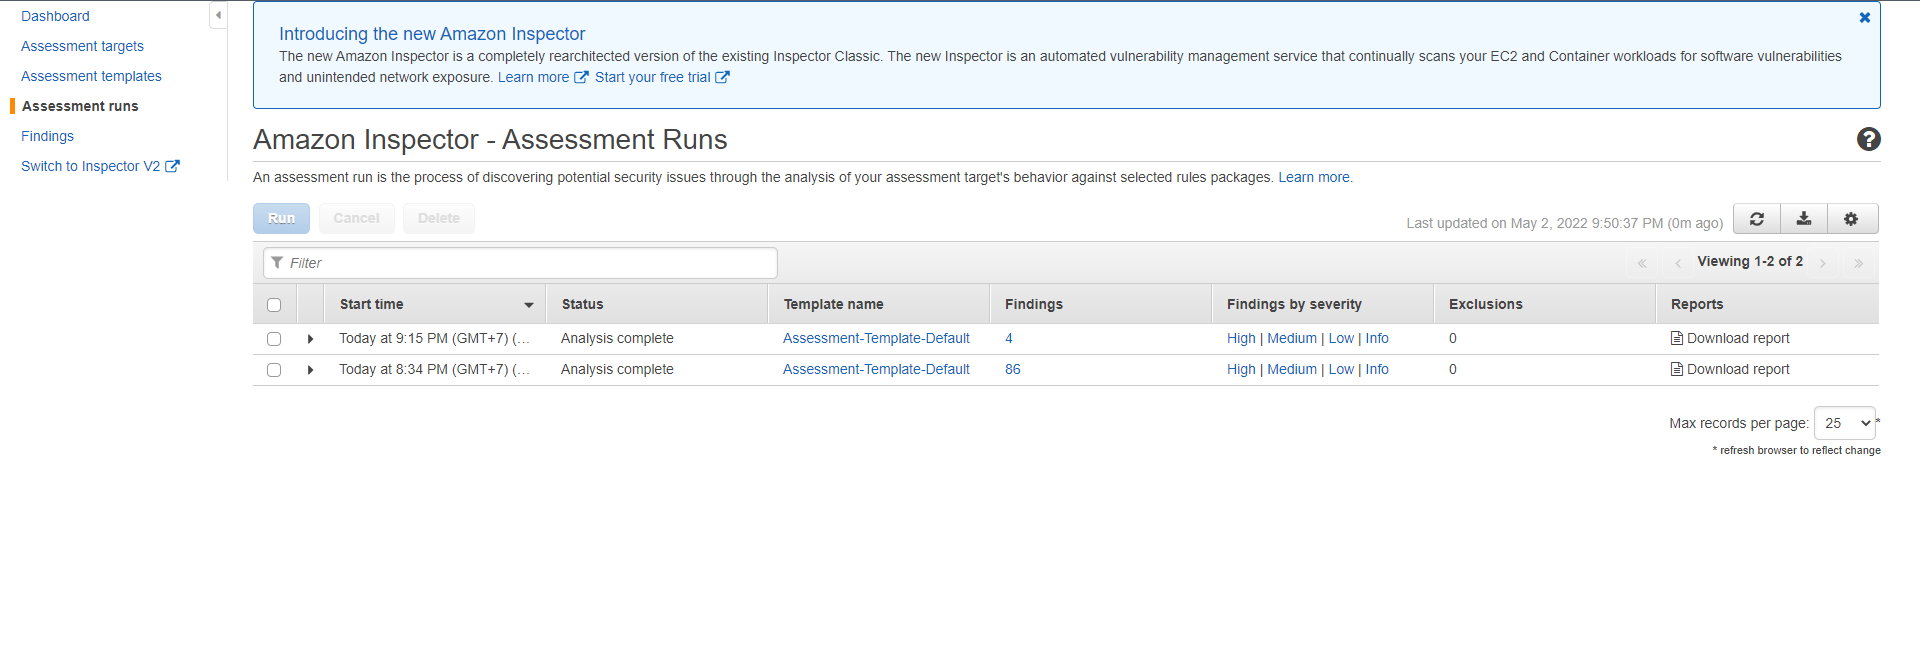 Dashboard
Assessment targets
Assessment templates
Assessment runs
Findings
Switch to Inspector V2
Introducing the new Amazon Inspector
The new Amazon Inspector is a completely rearchitected version of the existing Inspector Classic. The new Inspector is an automated vulnerability management service that continually scans your EC2 and Container workloads for software vulnerabilities
and unintended network exposure. Learn more Start your free trial
Amazon Inspector - Assessment Runs
An assessment run is the process of discovering potential security issues through the analysis of your assessment target's behavior against selected rules packages. Learn more.
Run Cancel Delete
Last updated on May 2, 2022 9:50:37 PM (0m ago)
Filter
« ‹ Viewing 1-2 of 2 › »
Start time Status Template name Findings Findings by severity Exclusions Reports
Today at 9:15 PM (GMT+7) (... Analysis complete Assessment-Template-Default 4 High | Medium | Low | Info 0 Download report
Today at 8:34 PM (GMT+7) (... Analysis complete Assessment-Template-Default 86 High | Medium | Low | Info 0 Download report
Max records per page: 25 *
* refresh browser to reflect change